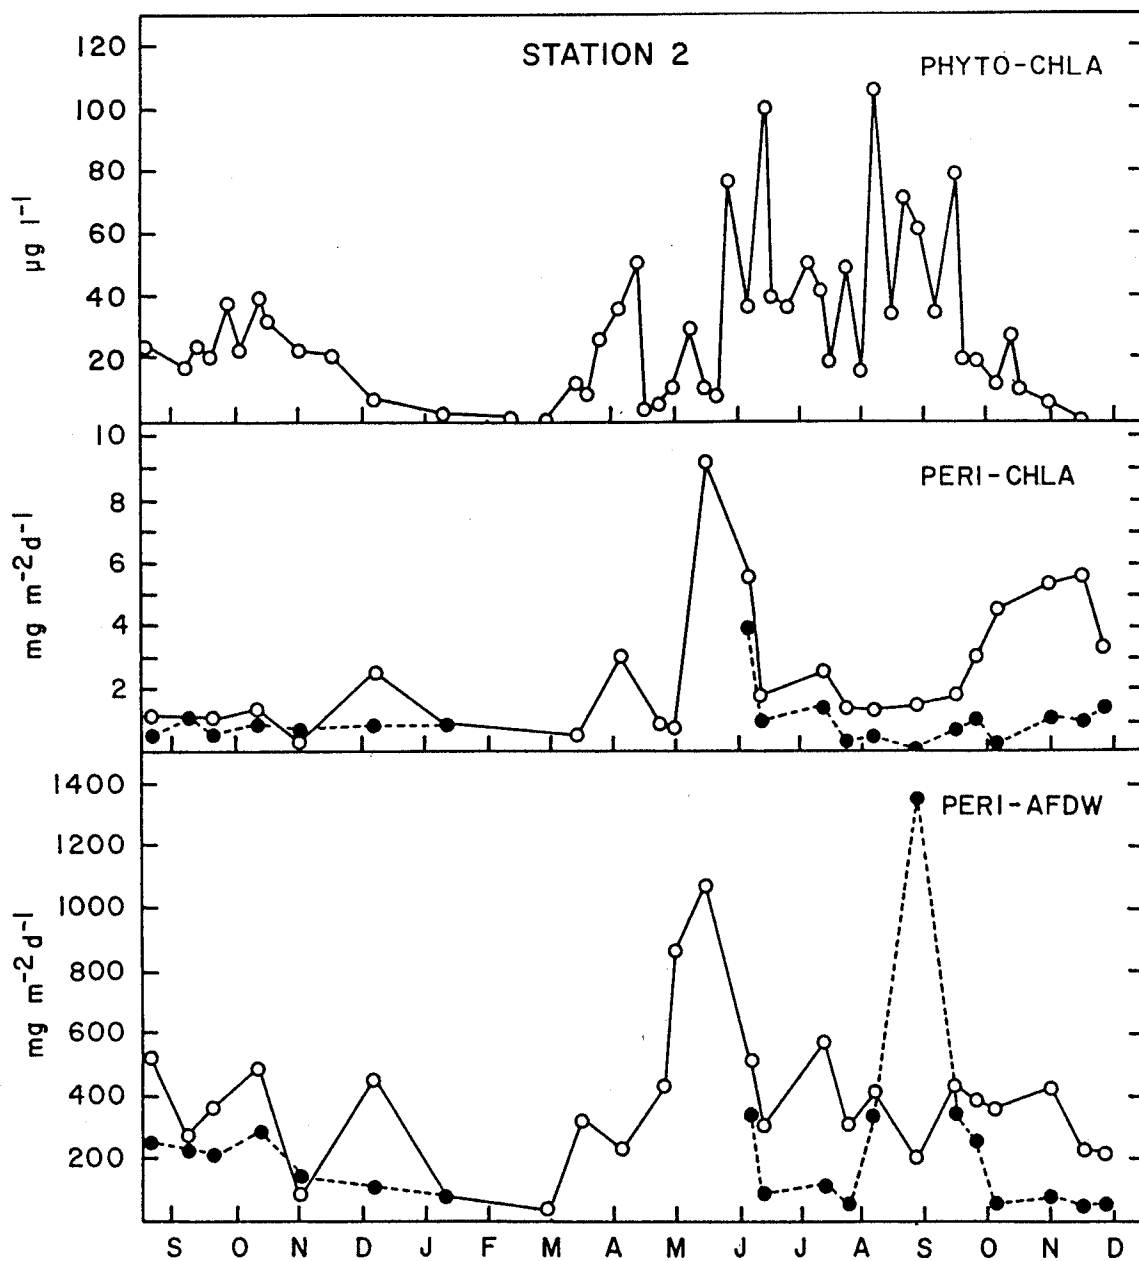 STATION 2
PHYTO-CHLA
120
100
80
60
40
20
µg l⁻¹
PERI-CHLA
10
8
6
4
2
mg m⁻²d⁻¹
PERI-AFDW
1400
1200
1000
800
600
400
200
mg m⁻²d⁻¹
S O N D J F M A M J J A S O N D